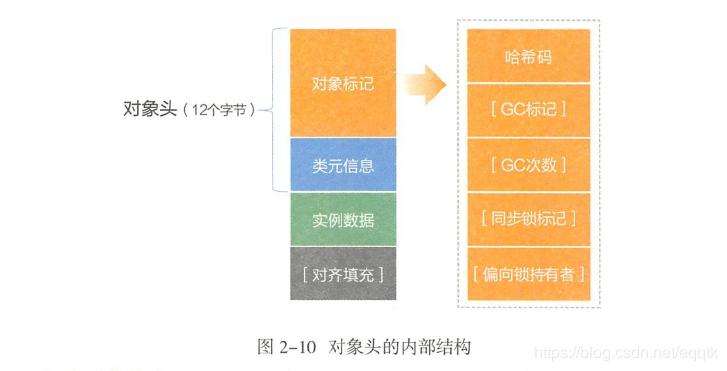 对象头（12个字节）
对象标记
类元信息
实例数据
[ 对齐填充 ]
哈希码
[ GC标记 ]
[ GC次数 ]
[ 同步锁标记 ]
[ 偏向锁持有者 ]
图 2-10 对象头的内部结构
https://blog.csdn.net/eqqtk